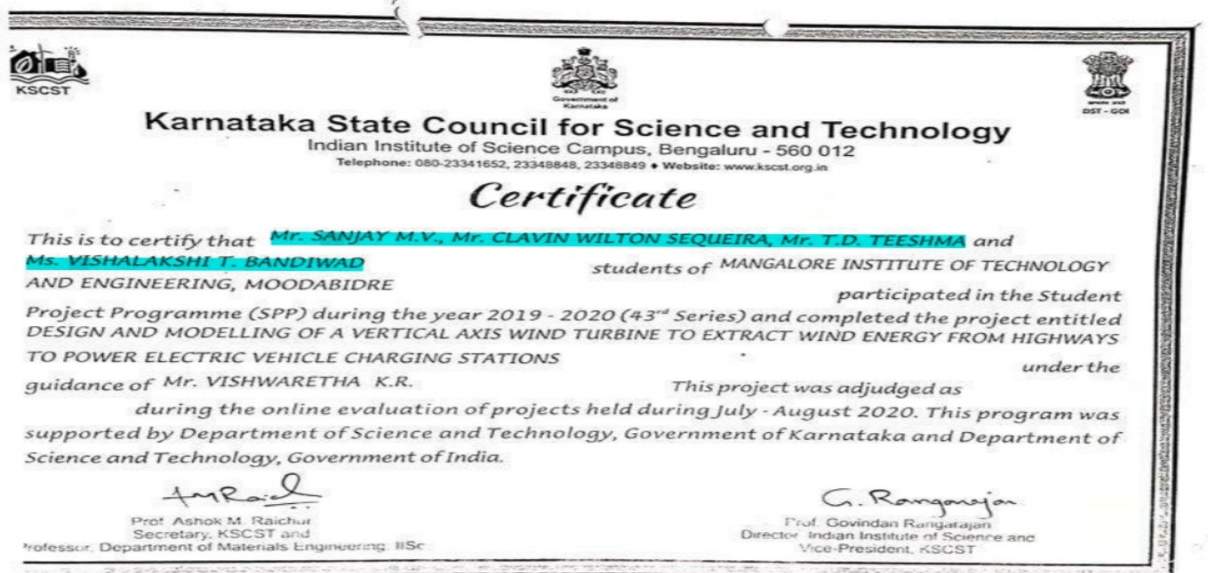 KSCST
Government of
Karnataka
DST - GOI
Karnataka State Council for Science and Technology
Indian Institute of Science Campus, Bengaluru - 560 012
Telephone: 080-23341652, 23348848, 23348849 ♦ Website: www.kscst.org.in
Certificate
This is to certify that Mr. SANJAY M.V., Mr. CLAVIN WILTON SEQUEIRA, Mr. T.D. TEESHMA and
Ms. VISHALAKSHI T. BANDIWAD students of MANGALORE INSTITUTE OF TECHNOLOGY
AND ENGINEERING, MOODABIDRE participated in the Student
Project Programme (SPP) during the year 2019 - 2020 (43rd Series) and completed the project entitled
DESIGN AND MODELLING OF A VERTICAL AXIS WIND TURBINE TO EXTRACT WIND ENERGY FROM HIGHWAYS
TO POWER ELECTRIC VEHICLE CHARGING STATIONS under the
guidance of Mr. VISHWARETHA K.R. This project was adjudged as
during the online evaluation of projects held during July - August 2020. This program was
supported by Department of Science and Technology, Government of Karnataka and Department of
Science and Technology, Government of India.
G. Rangarajan
Prof. Ashok M. Raichur
Secretary, KSCST and
Professor, Department of Materials Engineering, IISc
Prof. Govindan Rangarajan
Director, Indian Institute of Science and
Vice-President, KSCST